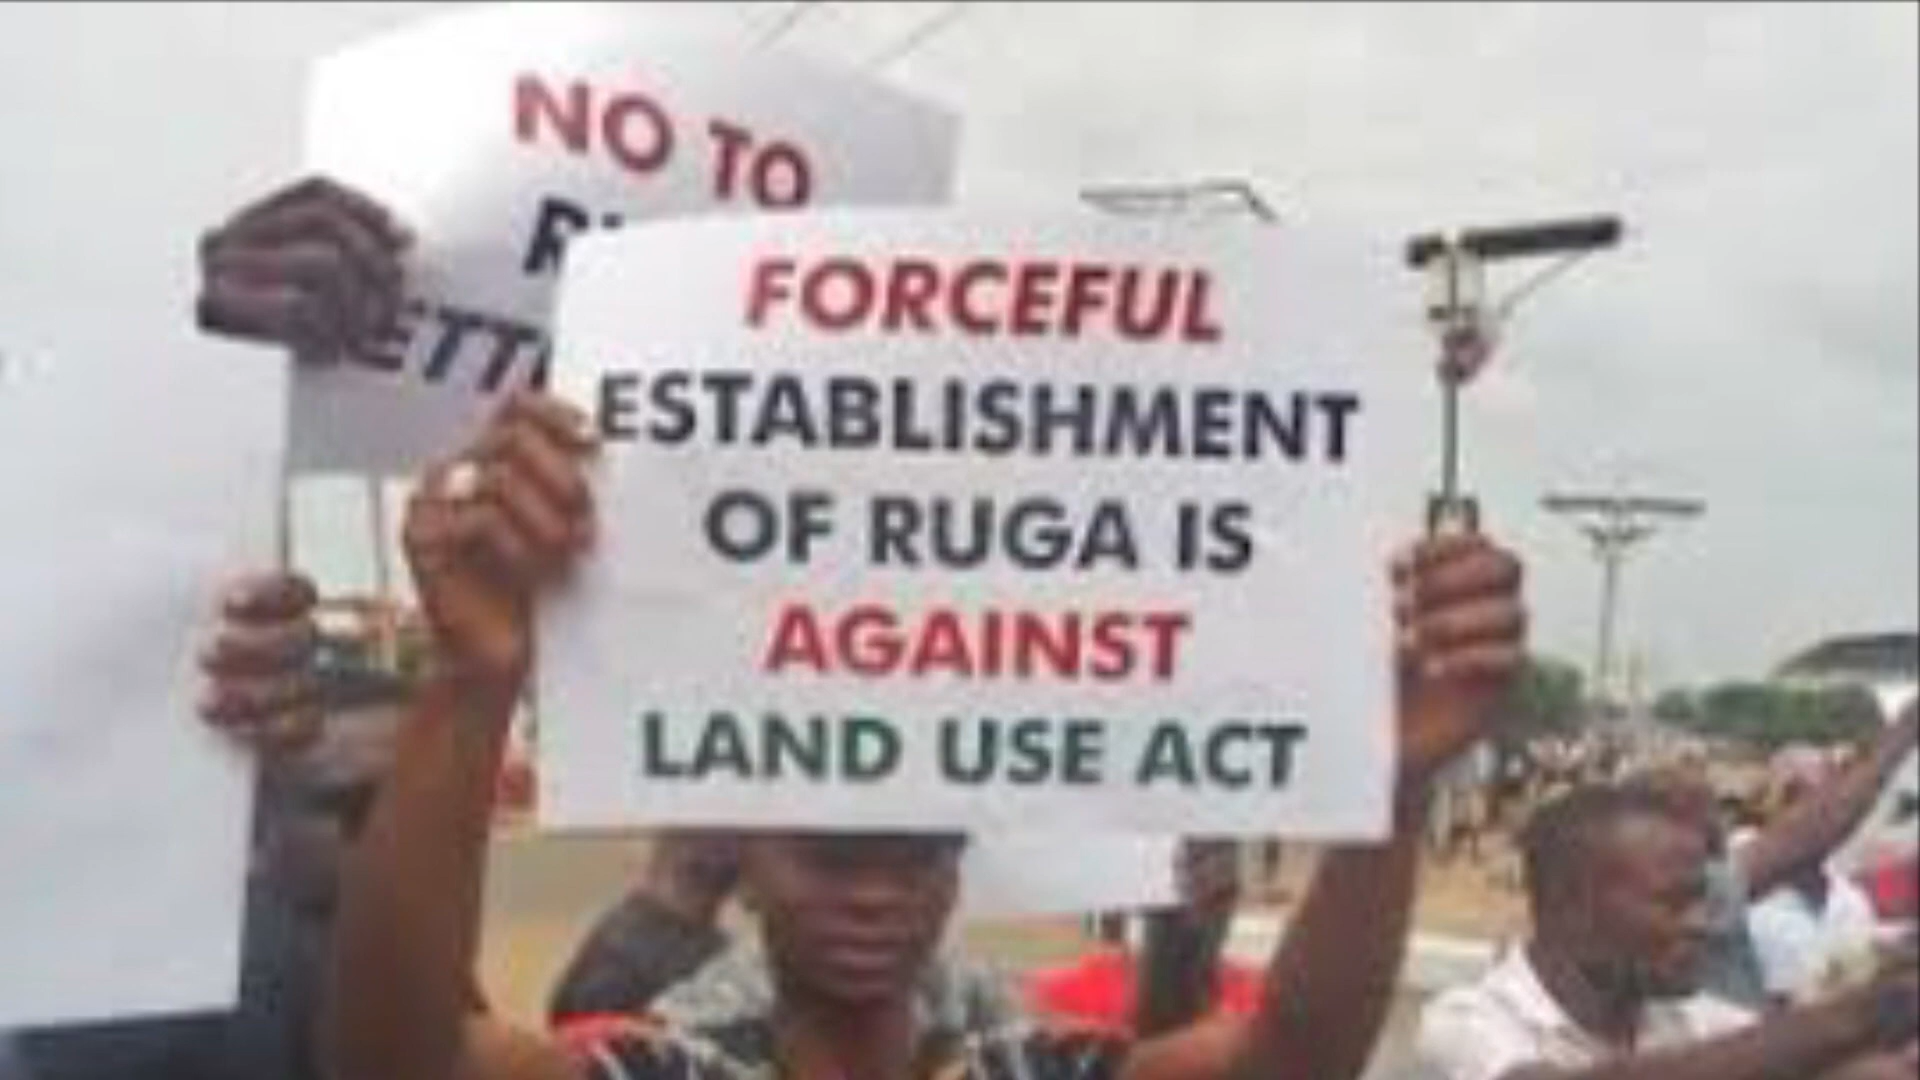 NO TO
FORCEFUL
ESTABLISHMENT
OF RUGA IS
AGAINST
LAND USE ACT